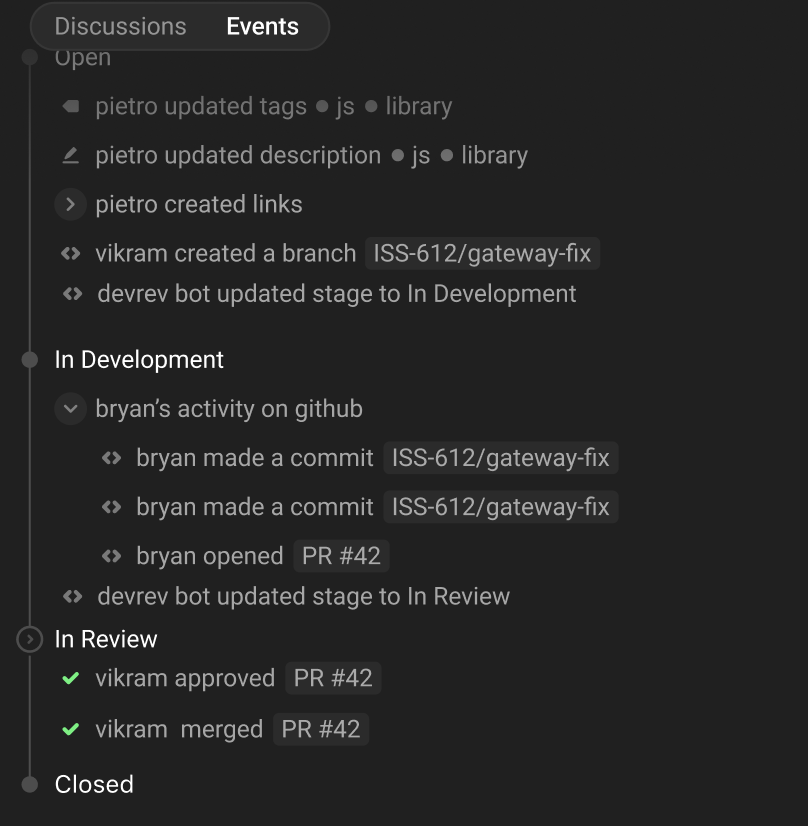 Discussions Events
Open
pietro updated tags js library
pietro updated description js library
pietro created links
vikram created a branch ISS-612/gateway-fix
devrev bot updated stage to In Development
In Development
bryan’s activity on github
bryan made a commit ISS-612/gateway-fix
bryan made a commit ISS-612/gateway-fix
bryan opened PR #42
devrev bot updated stage to In Review
In Review
vikram approved PR #42
vikram merged PR #42
Closed